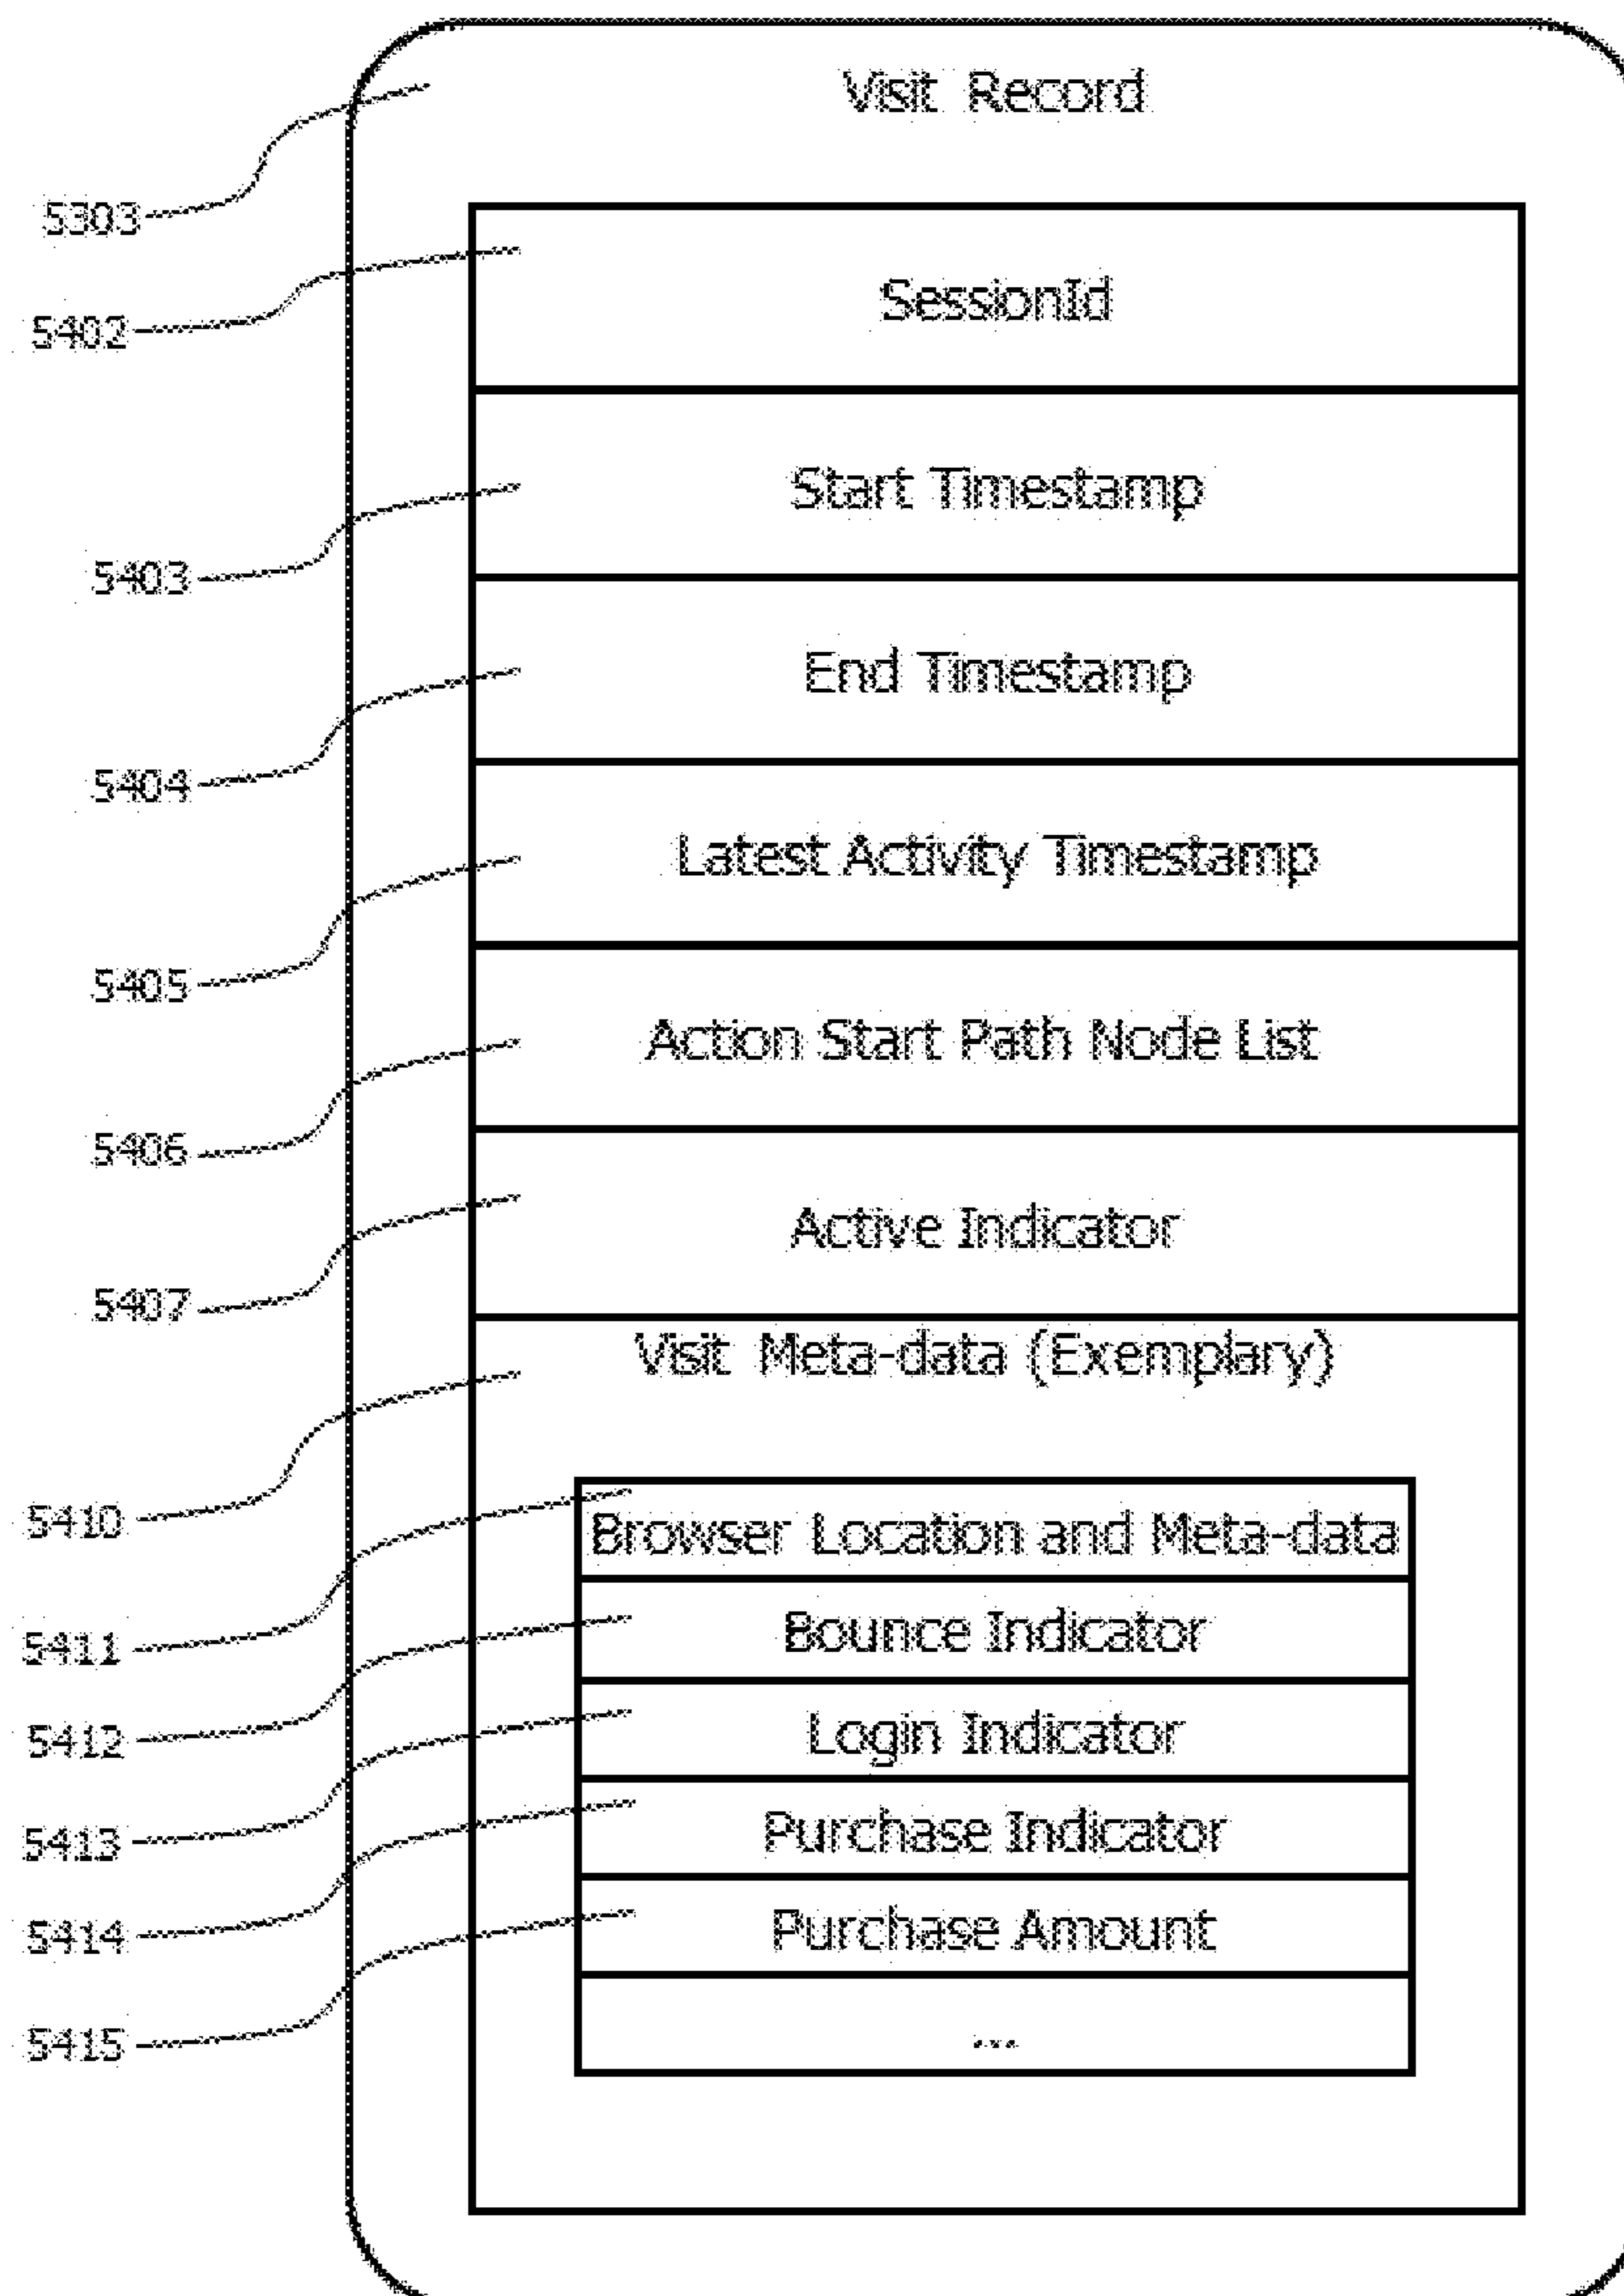 Visit Record
5303
SessionId
5402
Start Timestamp
5403
End Timestamp
5404
Latest Activity Timestamp
5405
Action Start Path Node List
5406
Active Indicator
5407
Visit Meta-data (Exemplary)
5410
Browser Location and Meta-data
5411
Bounce Indicator
5412
Login Indicator
5413
Purchase Indicator
5414
Purchase Amount
5415
...